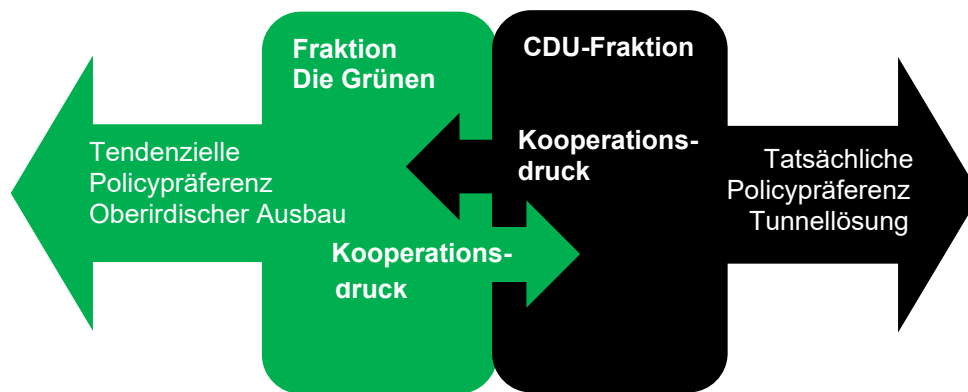 Fraktion
Die Grünen
CDU-Fraktion
Tendenzielle
Policypräferenz
Oberirdischer Ausbau
Kooperations-
druck
Tatsächliche
Policypräferenz
Tunnellösung
Kooperations-
druck